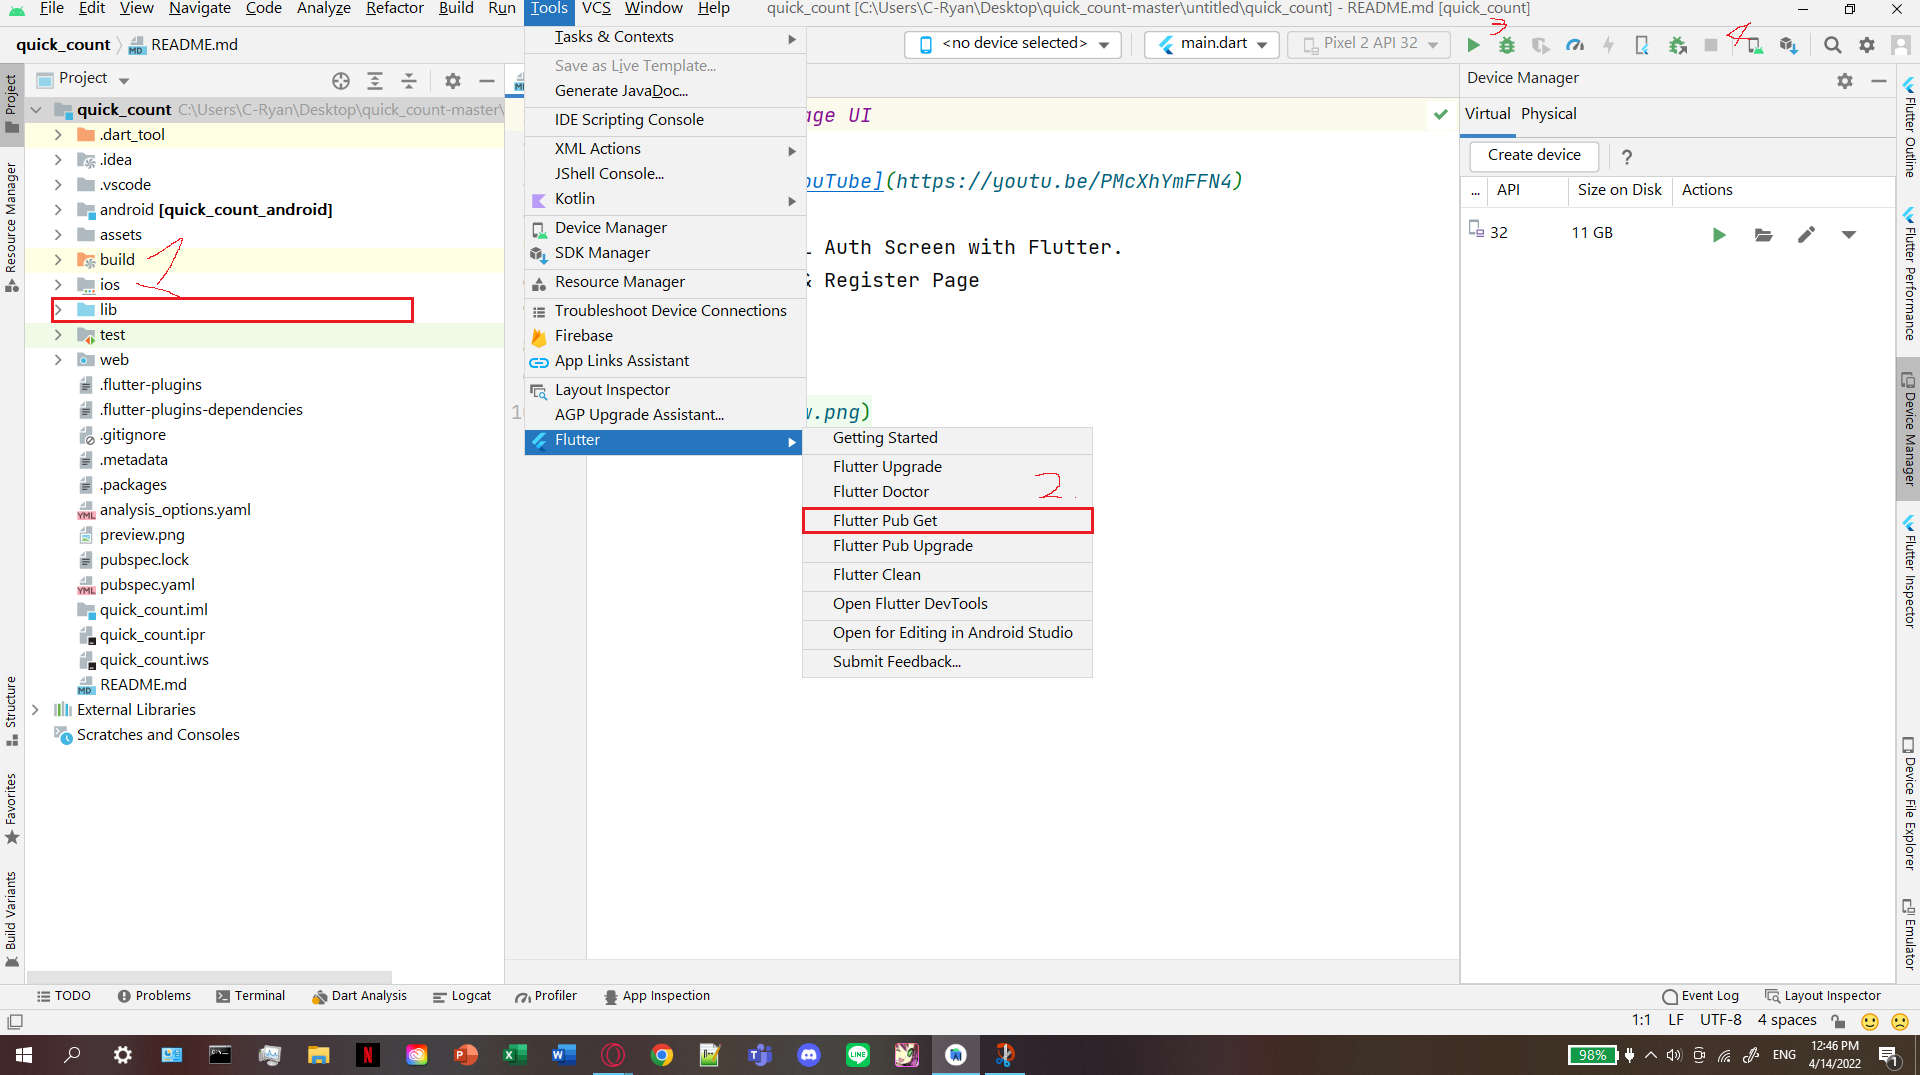 File Edit View Navigate Code Analyze Refactor Build Run Tools VCS Window Help quick_count [C:\Users\C-Ryan\Desktop\quick_count-master\untitled\quick_count] - README.md [quick_count]
quick_count README.md
<no device selected> main.dart Pixel 2 API 32
3
4
Project
quick_count C:\Users\C-Ryan\Desktop\quick_count-master\
.dart_tool
.idea
.vscode
android [quick_count_android]
assets
build
1
ios
lib
test
web
.flutter-plugins
.flutter-plugins-dependencies
.gitignore
.metadata
.packages
analysis_options.yaml
preview.png
pubspec.lock
pubspec.yaml
quick_count.iml
quick_count.ipr
quick_count.iws
README.md
External Libraries
Scratches and Consoles
Project
Resource Manager
Structure
Favorites
Build Variants
Tasks & Contexts
Save as Live Template...
Generate JavaDoc...
IDE Scripting Console
XML Actions
JShell Console...
Kotlin
Device Manager
SDK Manager
Resource Manager
Troubleshoot Device Connections
Firebase
App Links Assistant
Layout Inspector
AGP Upgrade Assistant...
Flutter
Getting Started
Flutter Upgrade
Flutter Doctor
2
Flutter Pub Get
Flutter Pub Upgrade
Flutter Clean
Open Flutter DevTools
Open for Editing in Android Studio
Submit Feedback...
age UI
ouTube](https://youtu.be/PMcXhYmFFN4)
Auth Screen with Flutter.
& Register Page
w.png)
Device Manager
Virtual Physical
Create device ?
... API Size on Disk Actions
32 11 GB
Flutter Outline
Flutter Performance
Device Manager
Flutter Inspector
Device File Explorer
Emulator
TODO Problems Terminal Dart Analysis Logcat Profiler App Inspection Event Log Layout Inspector
1:1 LF UTF-8 4 spaces
98% ENG 12:46 PM
4/14/2022
1